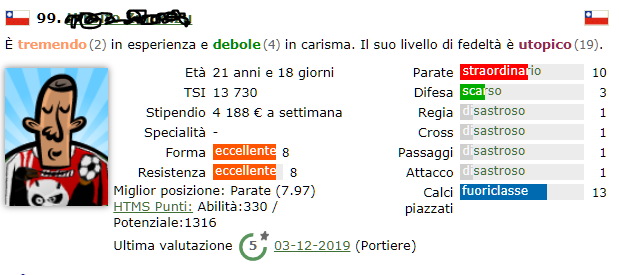 99.
È tremendo (2) in esperienza e debole (4) in carisma. Il suo livello di fedeltà è utopico (19).
Età 21 anni e 18 giorni
TSI 13 730
Stipendio 4 188 € a settimana
Specialità -
Forma eccellente 8
Resistenza eccellente 8
Miglior posizione: Parate (7.97)
HTMS Punti: Abilità:330 /
Potenziale:1316
Ultima valutazione 5 03-12-2019 (Portiere)
Parate straordinario 10
Difesa scarso 3
Regia disastroso 1
Cross disastroso 1
Passaggi disastroso 1
Attacco disastroso 1
Calci piazzati fuoriclasse 13